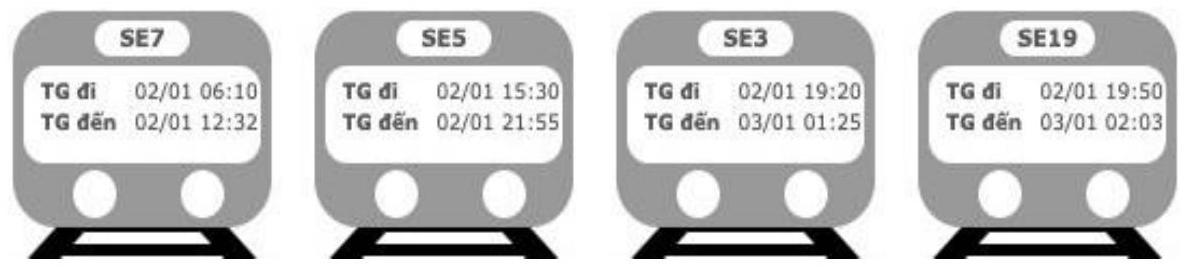 SE7
TG đi 02/01 06:10
TG đến 02/01 12:32
SE5
TG đi 02/01 15:30
TG đến 02/01 21:55
SE3
TG đi 02/01 19:20
TG đến 03/01 01:25
SE19
TG đi 02/01 19:50
TG đến 03/01 02:03